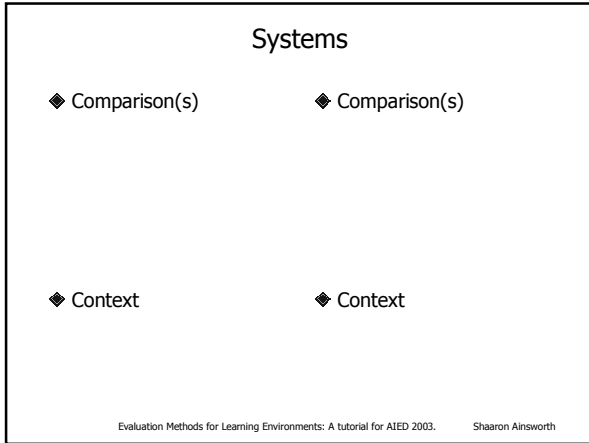 Systems
Comparison(s) Comparison(s)
Context Context
Evaluation Methods for Learning Environments: A tutorial for AIED 2003. Shaaron Ainsworth